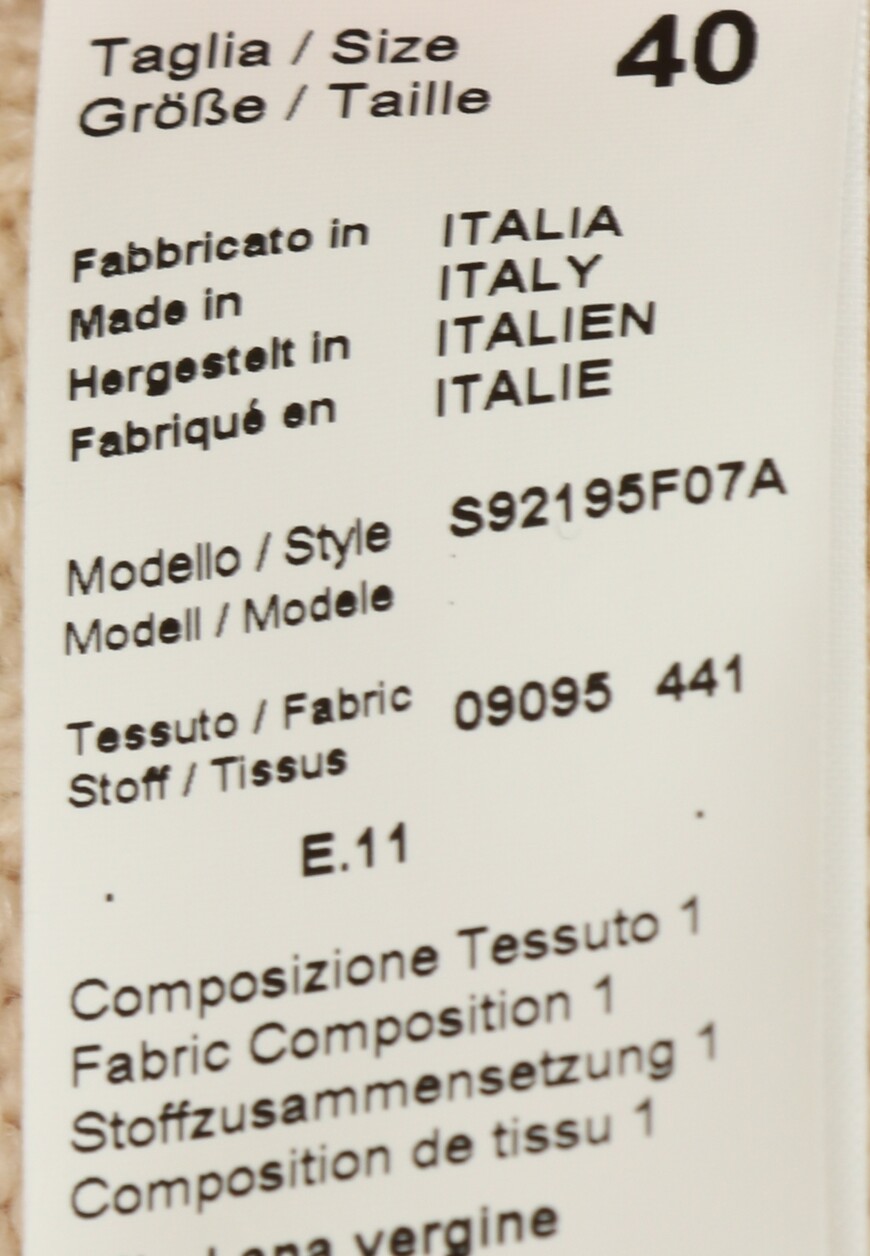 Taglia / Size 40
Größe / Taille
Fabbricato in ITALIA
Made in ITALY
Hergestelt in ITALIEN
Fabriqué en ITALIE
Modello / Style S92195F07A
Modell / Modele
Tessuto / Fabric 09095 441
Stoff / Tissus
E.11
Composizione Tessuto 1
Fabric Composition 1
Stoffzusammensetzung 1
Composition de tissu 1
Lana vergine